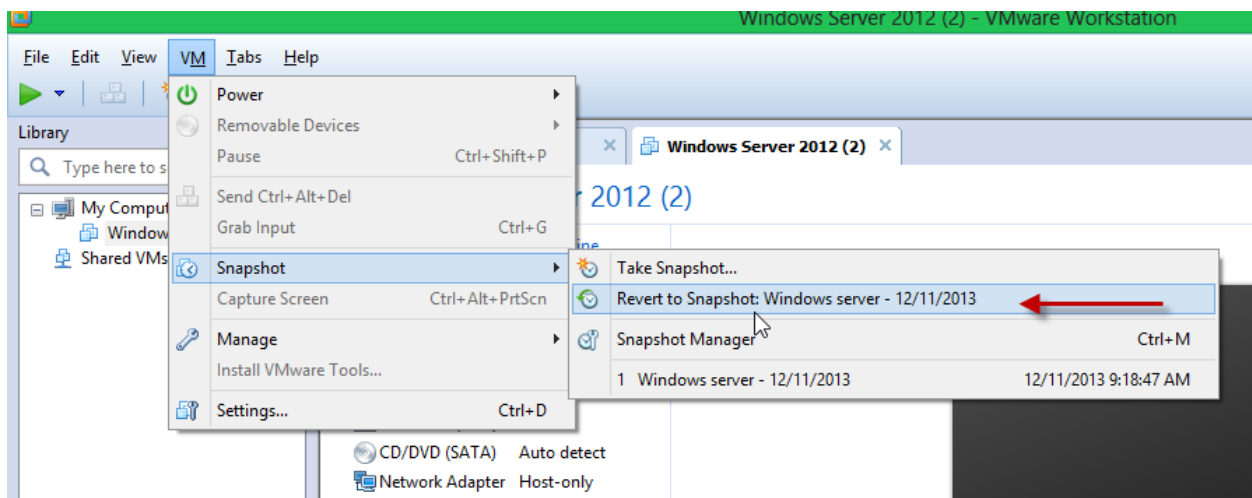 Windows Server 2012 (2) - VMware Workstation
File Edit View VM Tabs Help
Library
Type here to s
My Comput
Window
Shared VMs
Power
Removable Devices
Pause Ctrl+Shift+P
Send Ctrl+Alt+Del
Grab Input Ctrl+G
Snapshot
Capture Screen Ctrl+Alt+PrtScn
Manage
Install VMware Tools...
Settings... Ctrl+D
Windows Server 2012 (2)
r 2012 (2)
ine
Take Snapshot...
Revert to Snapshot: Windows server - 12/11/2013
Snapshot Manager Ctrl+M
1 Windows server - 12/11/2013 12/11/2013 9:18:47 AM
CD/DVD (SATA) Auto detect
Network Adapter Host-only